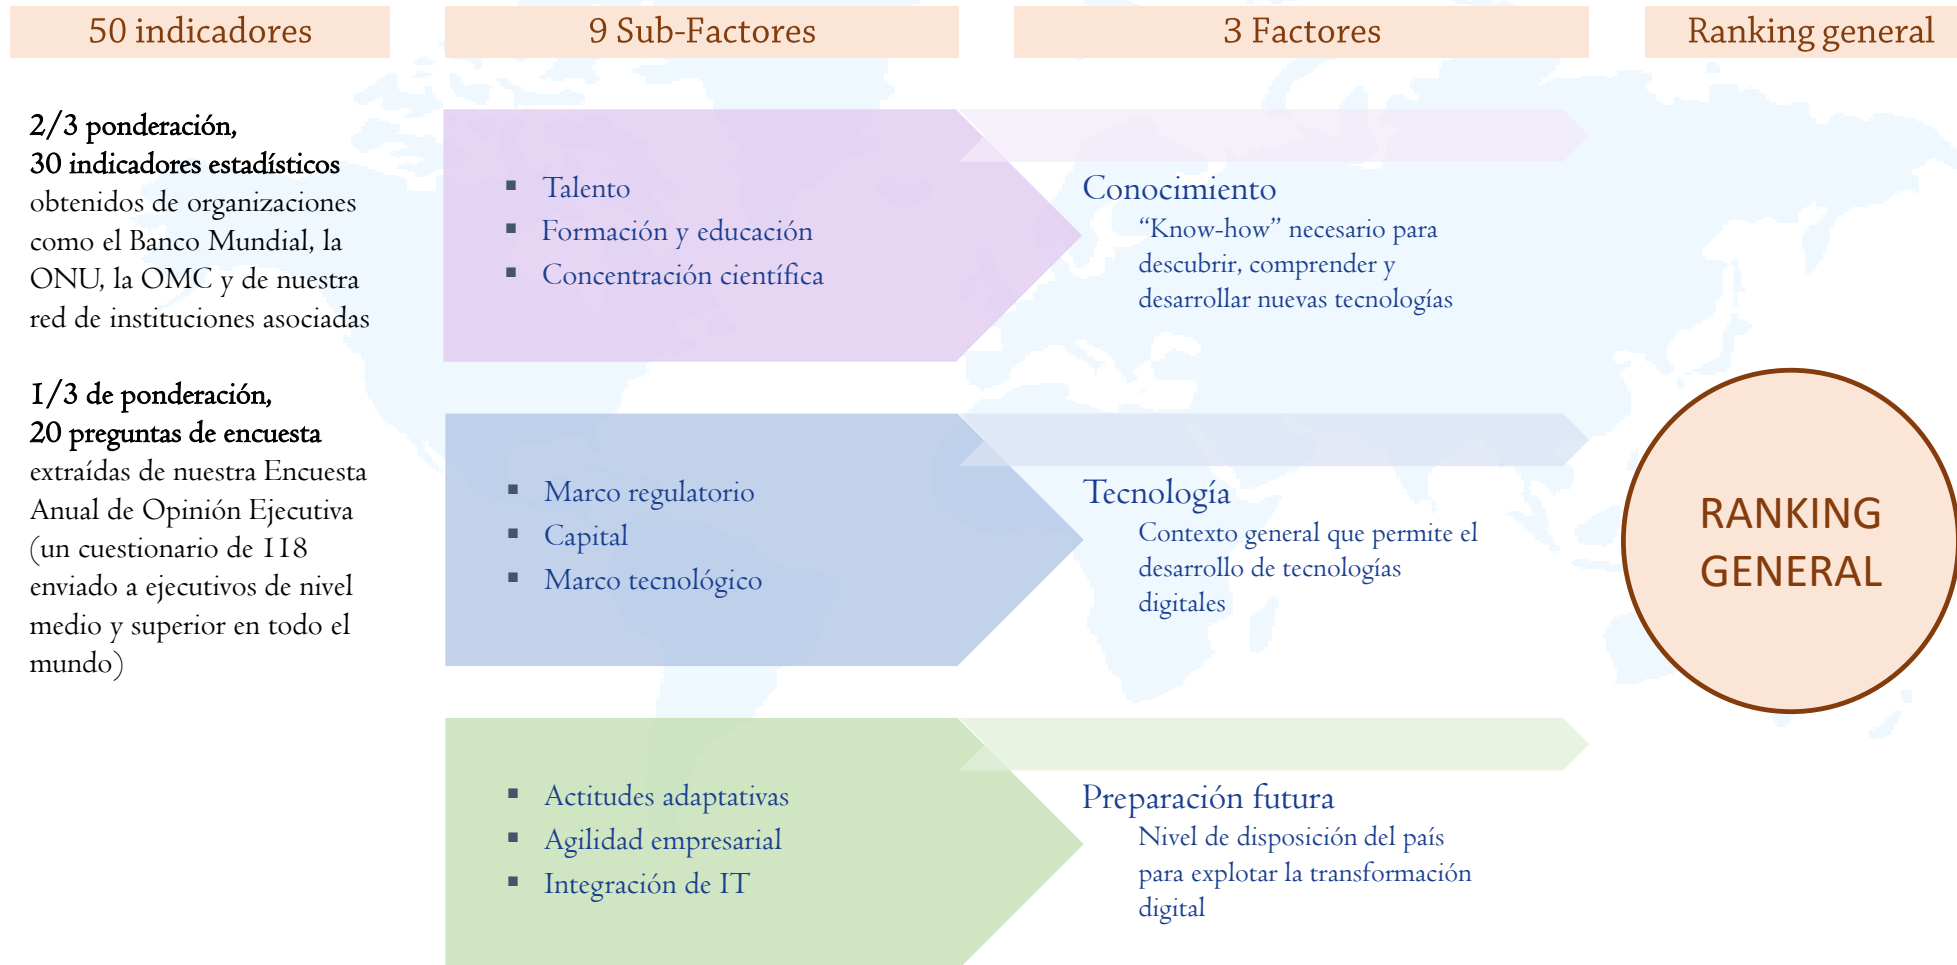 50 indicadores
9 Sub-Factores
3 Factores
Ranking general
2/3 ponderación,
30 indicadores estadísticos
obtenidos de organizaciones
como el Banco Mundial, la
ONU, la OMC y de nuestra
red de instituciones asociadas
1/3 de ponderación,
20 preguntas de encuesta
extraídas de nuestra Encuesta
Anual de Opinión Ejecutiva
(un cuestionario de 118
enviado a ejecutivos de nivel
medio y superior en todo el
mundo)
▪ Talento
▪ Formación y educación
▪ Concentración científica
Conocimiento
“Know-how” necesario para
descubrir, comprender y
desarrollar nuevas tecnologías
▪ Marco regulatorio
▪ Capital
▪ Marco tecnológico
Tecnología
Contexto general que permite el
desarrollo de tecnologías
digitales
▪ Actitudes adaptativas
▪ Agilidad empresarial
▪ Integración de IT
Preparación futura
Nivel de disposición del país
para explotar la transformación
digital
RANKING
GENERAL